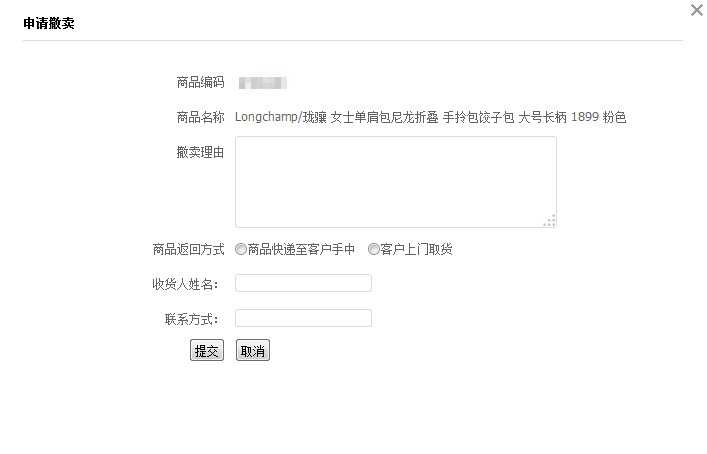 申请撤卖
商品编码
商品名称 Longchamp/珑骧 女士单肩包尼龙折叠 手拎包饺子包 大号长柄 1899 粉色
撤卖理由
商品返回方式 商品快递至客户手中 客户上门取货
收货人姓名：
联系方式：
提交 取消